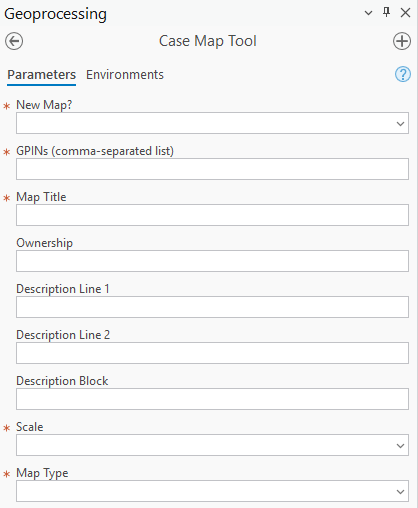 Geoprocessing
Case Map Tool
Parameters Environments
?
* New Map?
* GPINs (comma-separated list)
* Map Title
Ownership
Description Line 1
Description Line 2
Description Block
* Scale
* Map Type